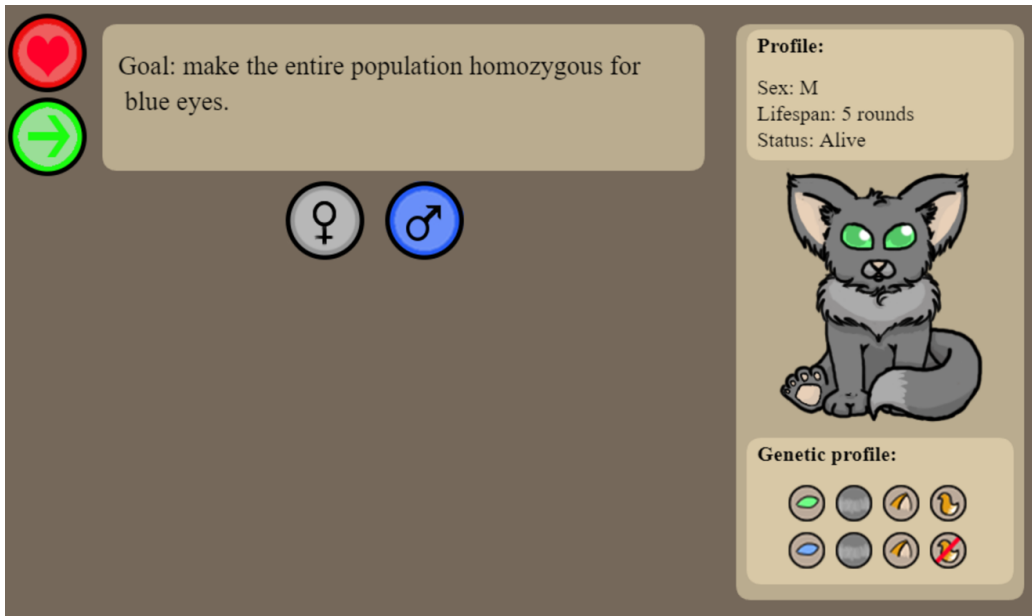 Goal: make the entire population homozygous for
blue eyes.
Profile:
Sex: M
Lifespan: 5 rounds
Status: Alive
Genetic profile: